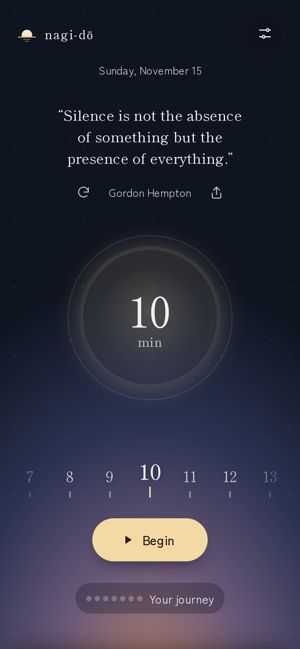 nagi-dō
Sunday, November 15
“Silence is not the absence
of something but the
presence of everything.”
Gordon Hempton
10
min
7 8 9 10 11 12 13
Begin
Your journey